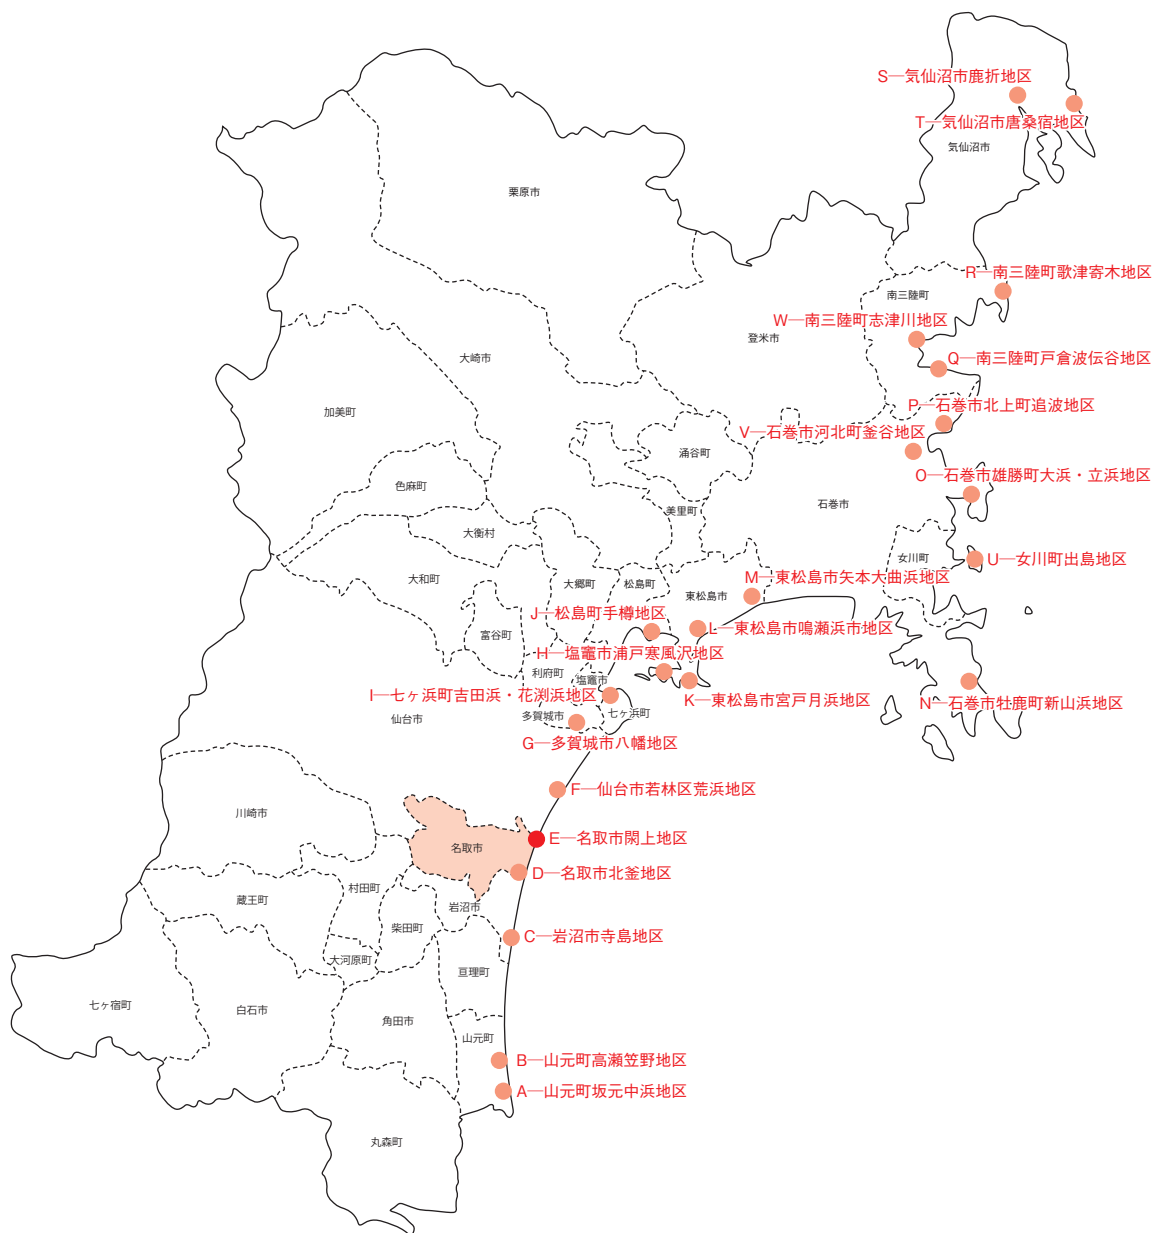 S―気仙沼市鹿折地区
T―気仙沼市唐桑宿地区
気仙沼市
栗原市
R―南三陸町歌津寄木地区
南三陸町
W―南三陸町志津川地区
登米市
大崎市
Q―南三陸町戸倉波伝谷地区
加美町
P―石巻市北上町追波地区
V―石巻市河北町釜谷地区
涌谷町
O―石巻市雄勝町大浜・立浜地区
色麻町
石巻市
美里町
大衡村
女川町
U―女川町出島地区
大和町
大郷町
松島町
M―東松島市矢本大曲浜地区
東松島市
J―松島町手樽地区
L―東松島市鳴瀬浜市地区
富谷町
H―塩竈市浦戸寒風沢地区
利府町
塩竈市
I―七ヶ浜町吉田浜・花渕浜地区
K―東松島市宮戸月浜地区
N―石巻市牡鹿町新山浜地区
仙台市
多賀城市
七ヶ浜町
G―多賀城市八幡地区
F―仙台市若林区荒浜地区
川崎市
E―名取市閖上地区
名取市
D―名取市北釜地区
村田町
蔵王町
岩沼市
柴田町
C―岩沼市寺島地区
大河原町
亘理町
七ヶ宿町
白石市
角田市
山元町
B―山元町高瀬笠野地区
A―山元町坂元中浜地区
丸森町